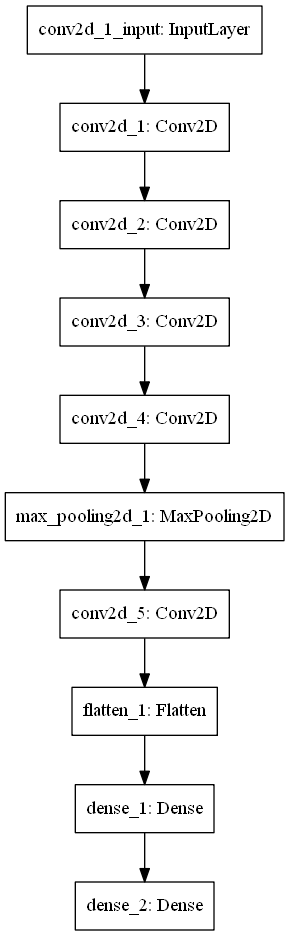 conv2d_1_input: InputLayer
conv2d_1: Conv2D
conv2d_2: Conv2D
conv2d_3: Conv2D
conv2d_4: Conv2D
max_pooling2d_1: MaxPooling2D
conv2d_5: Conv2D
flatten_1: Flatten
dense_1: Dense
dense_2: Dense